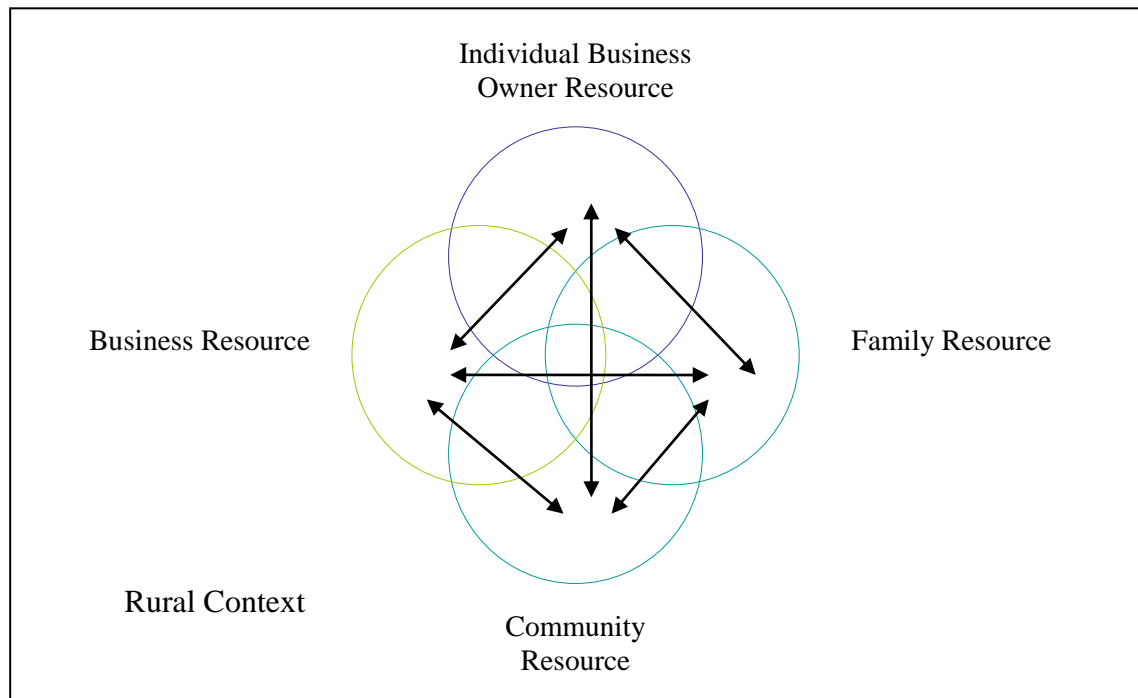 Individual Business
Owner Resource
Business Resource
Family Resource
Rural Context
Community
Resource